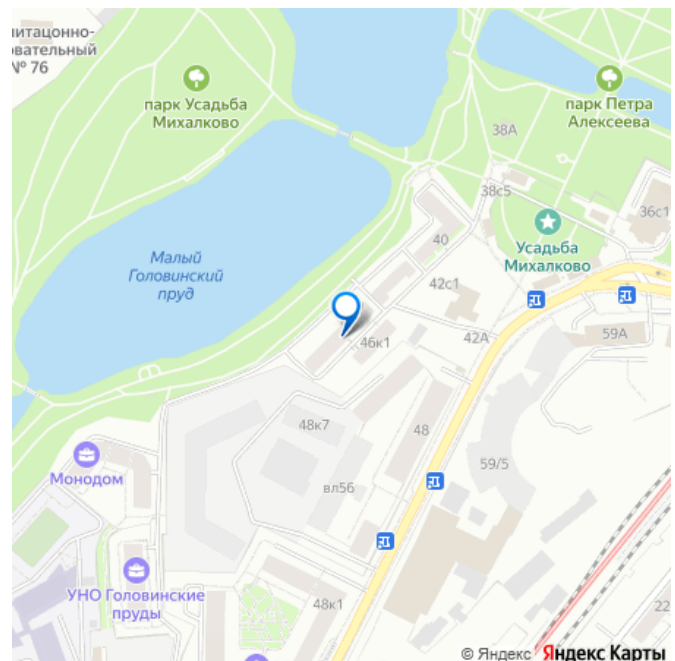 литационно-
овательный
№ 76
парк Усадьба
Михалково
парк Петра
Алексеева
38А
38с5
36с1
Усадьба
Михалково
Малый
Головинский
пруд
40
42с1
42А
59А
46к1
48к7
48
59/5
вл56
Монодом
УНО Головинские
пруды
48к1
22
© Яндекс Яндекс Карты